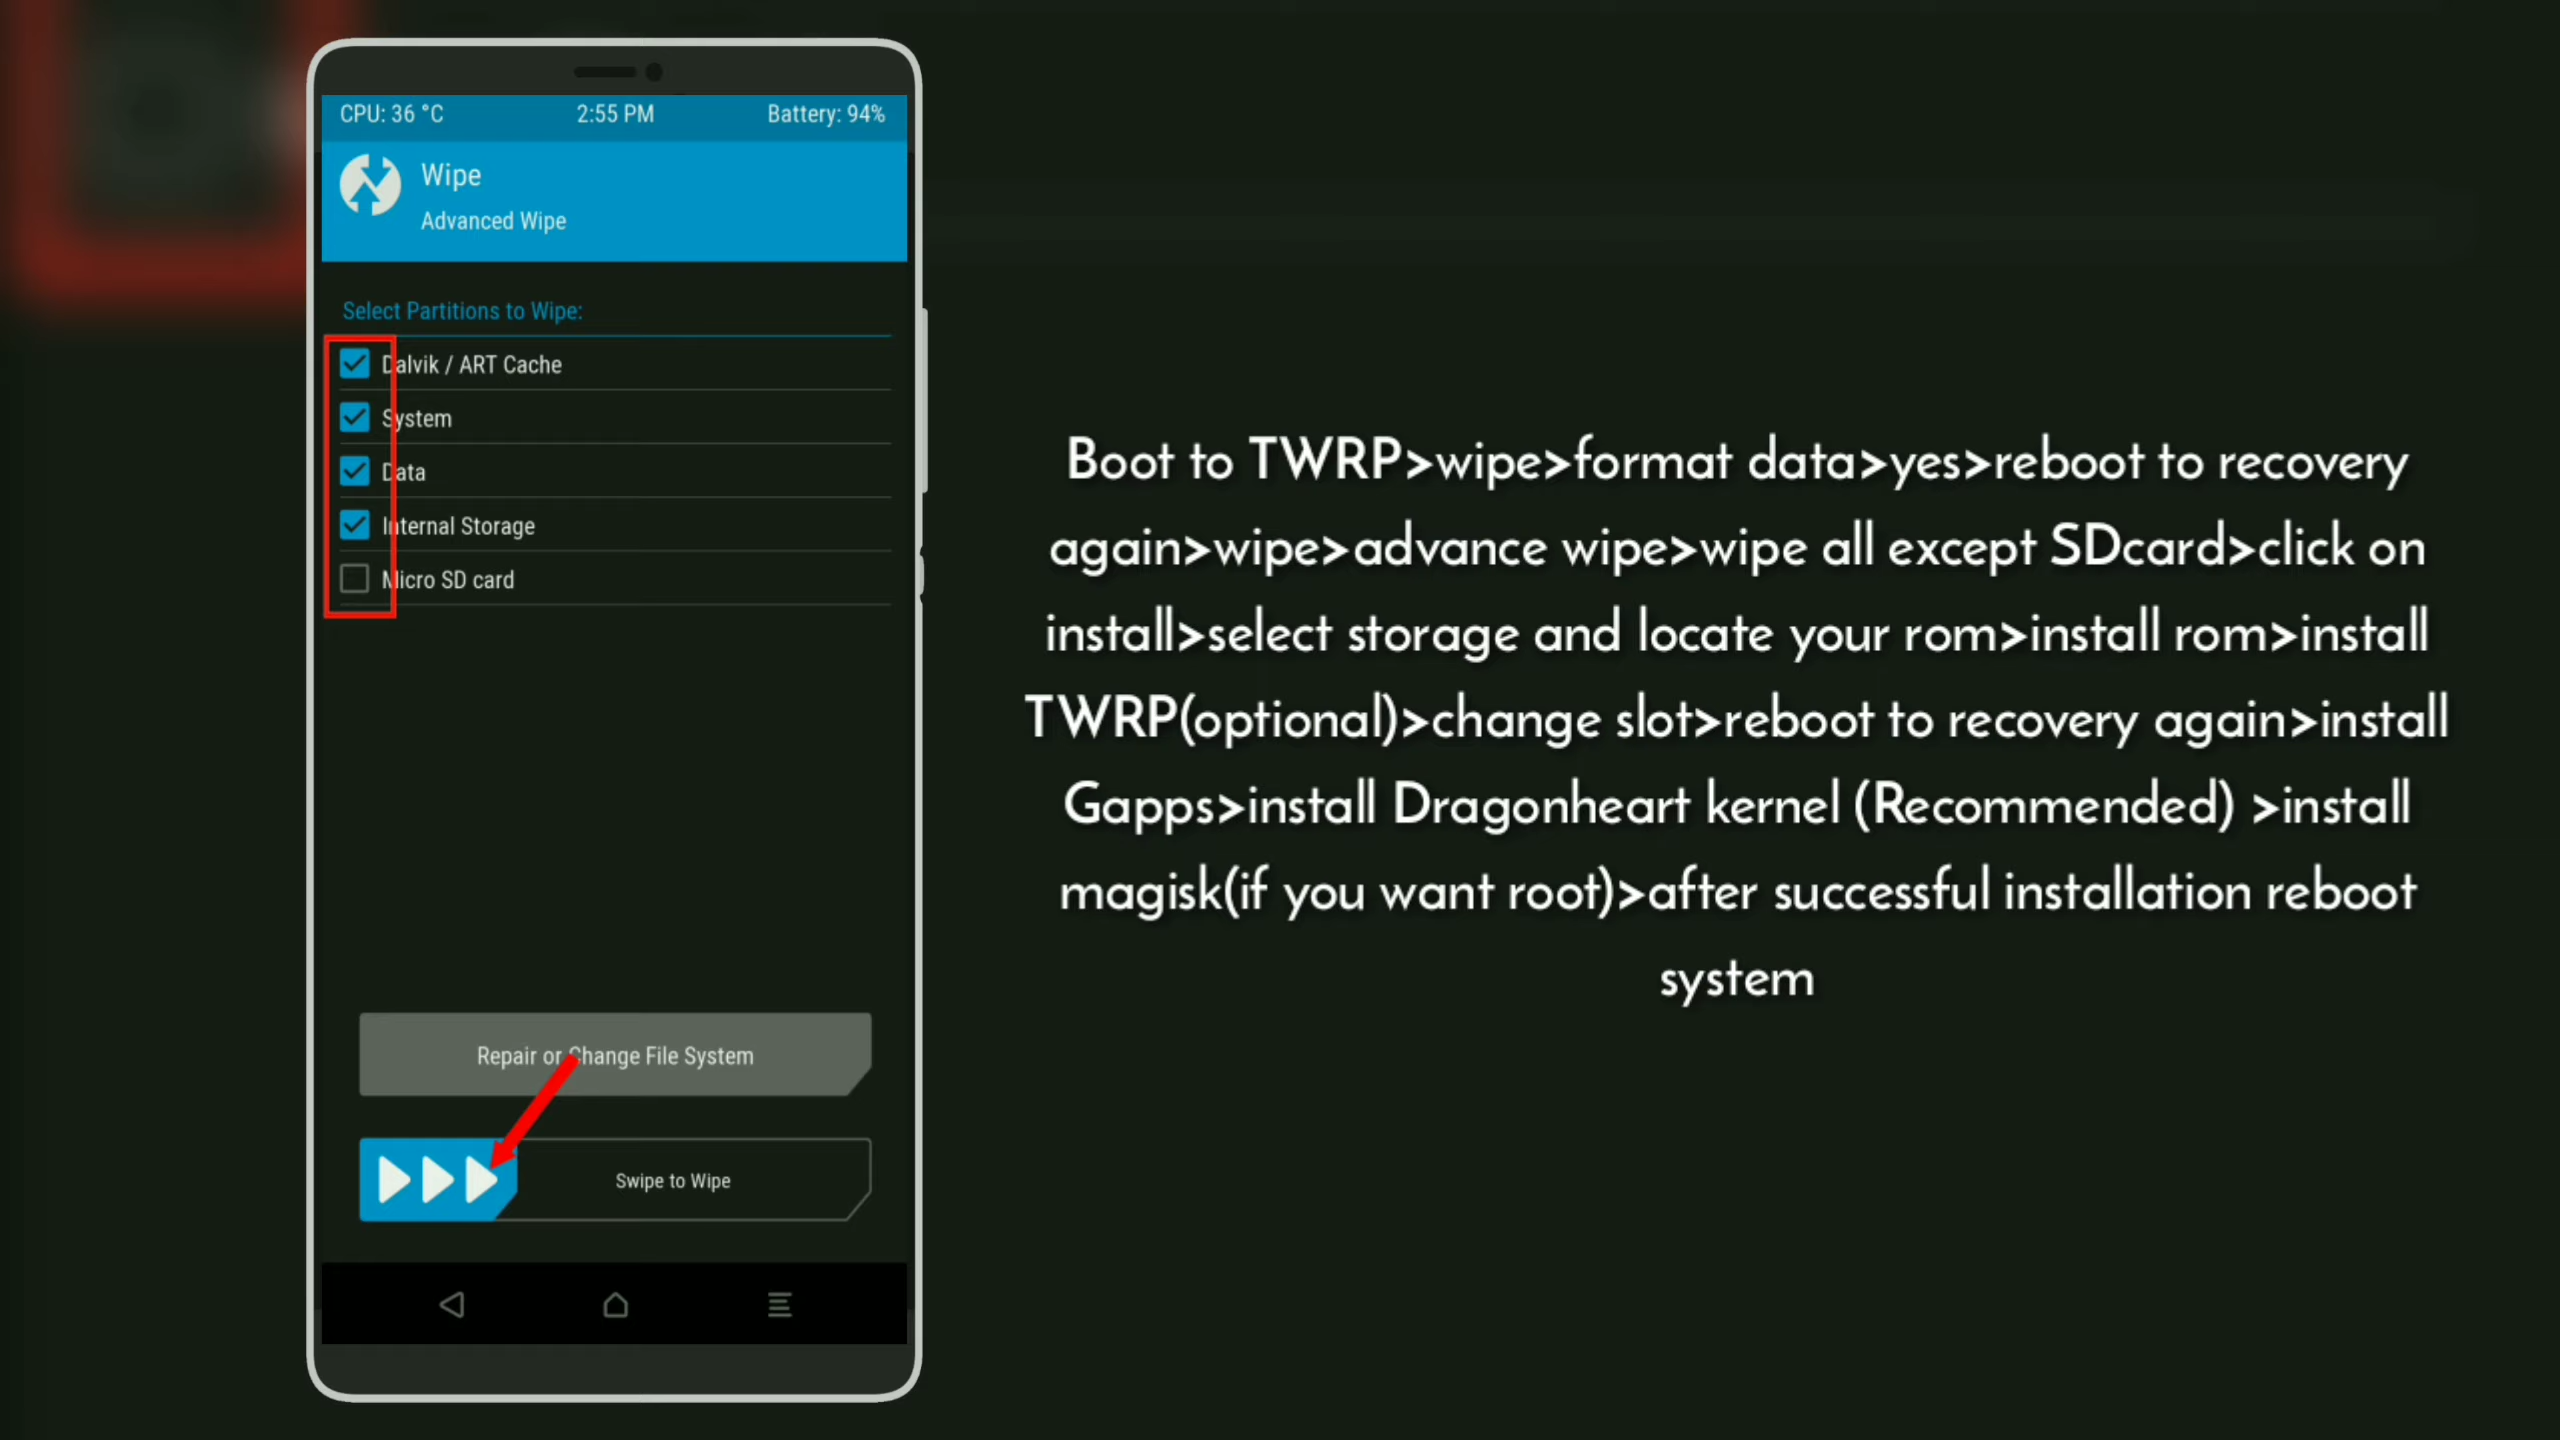 CPU: 36 °C 2:55 PM Battery: 94%
Wipe
Advanced Wipe
Select Partitions to Wipe:
Dalvik / ART Cache
System
Data
Internal Storage
Micro SD card
Repair or Change File System
Swipe to Wipe
Boot to TWRP>wipe>format data>yes>reboot to recovery
again>wipe>advance wipe>wipe all except SDcard>click on
install>select storage and locate your rom>install rom>install
TWRP(optional)>change slot>reboot to recovery again>install
Gapps>install Dragonheart kernel (Recommended) >install
magisk(if you want root)>after successful installation reboot
system